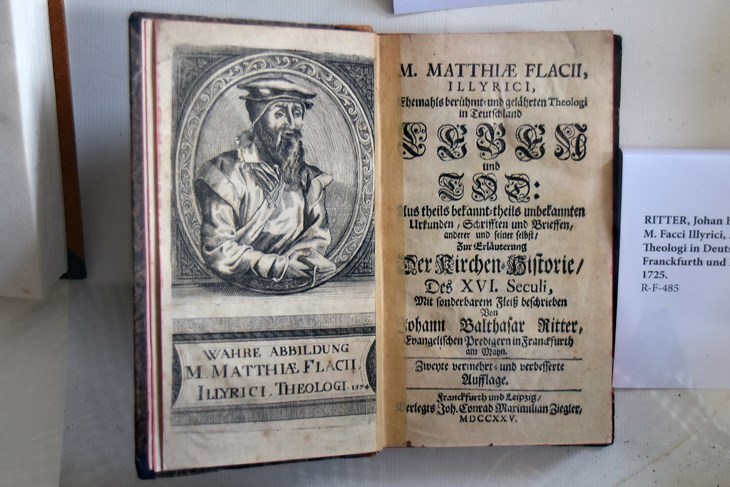 WAHRE ABBILDUNG
M. MATTHIÆ FLACII
ILLYRICI, THEOLOGI. 1574
M. MATTHIÆ FLACII,
ILLYRICI,
Ehemahls berühmt- und gelährten Theologi
in Teutschland
LEBEN
und
TOD:
Aus theils bekannt-theils unbekannten
Urkunden, Schrifften und Brieffen,
anderer und seiner selbst/
Zur Erläuterung
Der Kirchen-Historie/
Des XVI. Seculi,
Mit sonderbarem Fleiß beschrieben
Von
Johann Balthasar Ritter,
Evangelischen Predigern in Franckfurth
am Mayn.
Zweyte vermehrt- und verbesserte
Aufflage.
Franckfurth und Leipzig/
Verlegts Joh. Conrad Maximilian Ziegler,
MDCCXXV.
RITTER, Johan
M. Facci Illyrici,
Theologi in
Franckfurth und
1725.
R-F-485